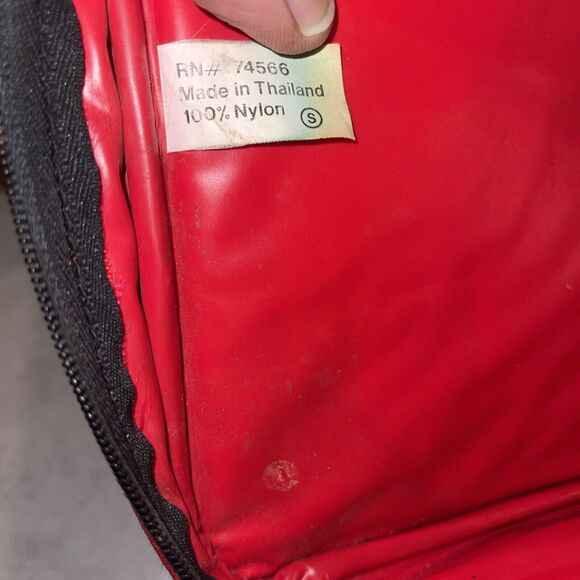 RN# 74566
Made in Thailand
100% Nylon Ⓢ